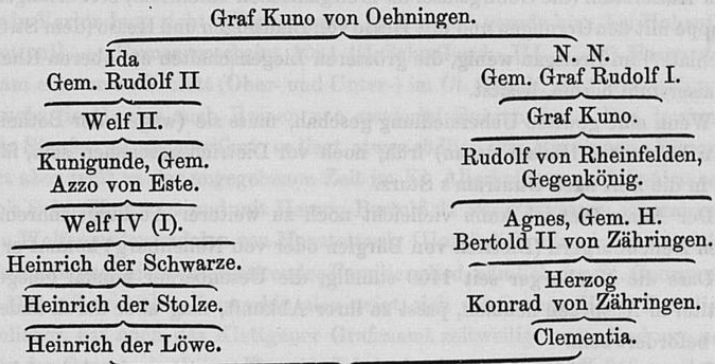 Graf Kuno von Oehningen.
Ida
Gem. Rudolf II
Welf II.
Kunigunde, Gem.
Azzo von Este.
Welf IV (I).
Heinrich der Schwarze.
Heinrich der Stolze.
Heinrich der Löwe.
N. N.
Gem. Graf Rudolf I.
Graf Kuno.
Rudolf von Rheinfelden,
Gegenkönig.
Agnes, Gem. H.
Bertold II von Zähringen.
Herzog
Konrad von Zähringen.
Clementia.